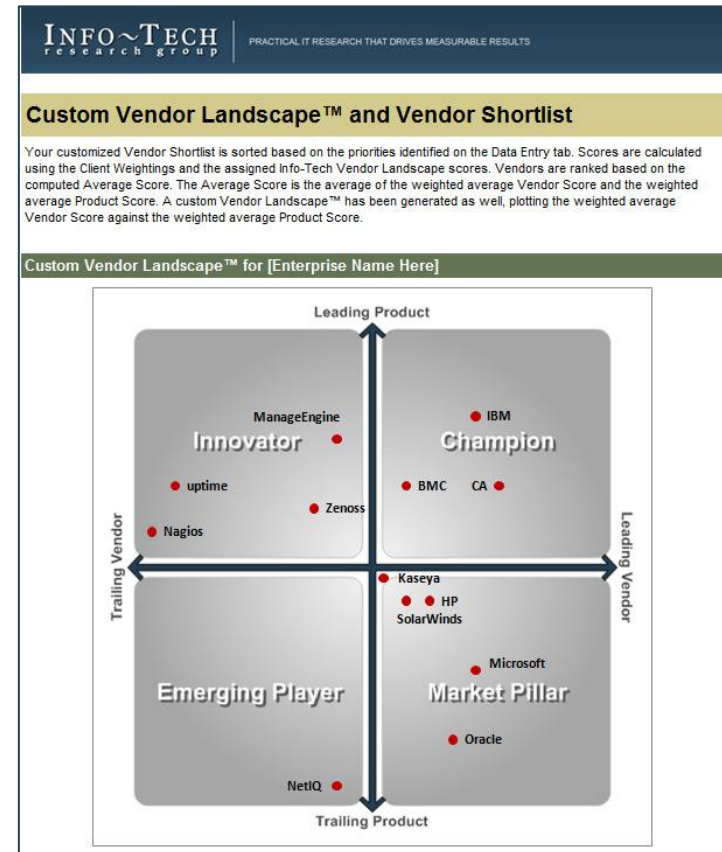 INFO~TECH
research group
PRACTICAL IT RESEARCH THAT DRIVES MEASURABLE RESULTS
Custom Vendor Landscape™ and Vendor Shortlist
Your customized Vendor Shortlist is sorted based on the priorities identified on the Data Entry tab. Scores are calculated
using the Client Weightings and the assigned Info-Tech Vendor Landscape scores. Vendors are ranked based on the
computed Average Score. The Average Score is the average of the weighted average Vendor Score and the weighted
average Product Score. A custom Vendor Landscape™ has been generated as well, plotting the weighted average
Vendor Score against the weighted average Product Score.
Custom Vendor Landscape™ for [Enterprise Name Here]
Leading Product
ManageEngine
IBM
Innovator
Champion
uptime
BMC
CA
Zenoss
Nagios
Trailing Vendor
Leading Vendor
Kaseya
HP
SolarWinds
Microsoft
Emerging Player
Market Pillar
Oracle
NetIQ
Trailing Product